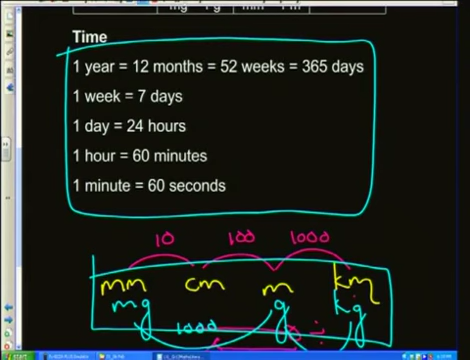 Time
1 year = 12 months = 52 weeks = 365 days
1 week = 7 days
1 day = 24 hours
1 hour = 60 minutes
1 minute = 60 seconds
10 100 1000
mm cm m km
mg g kg
1000 ÷